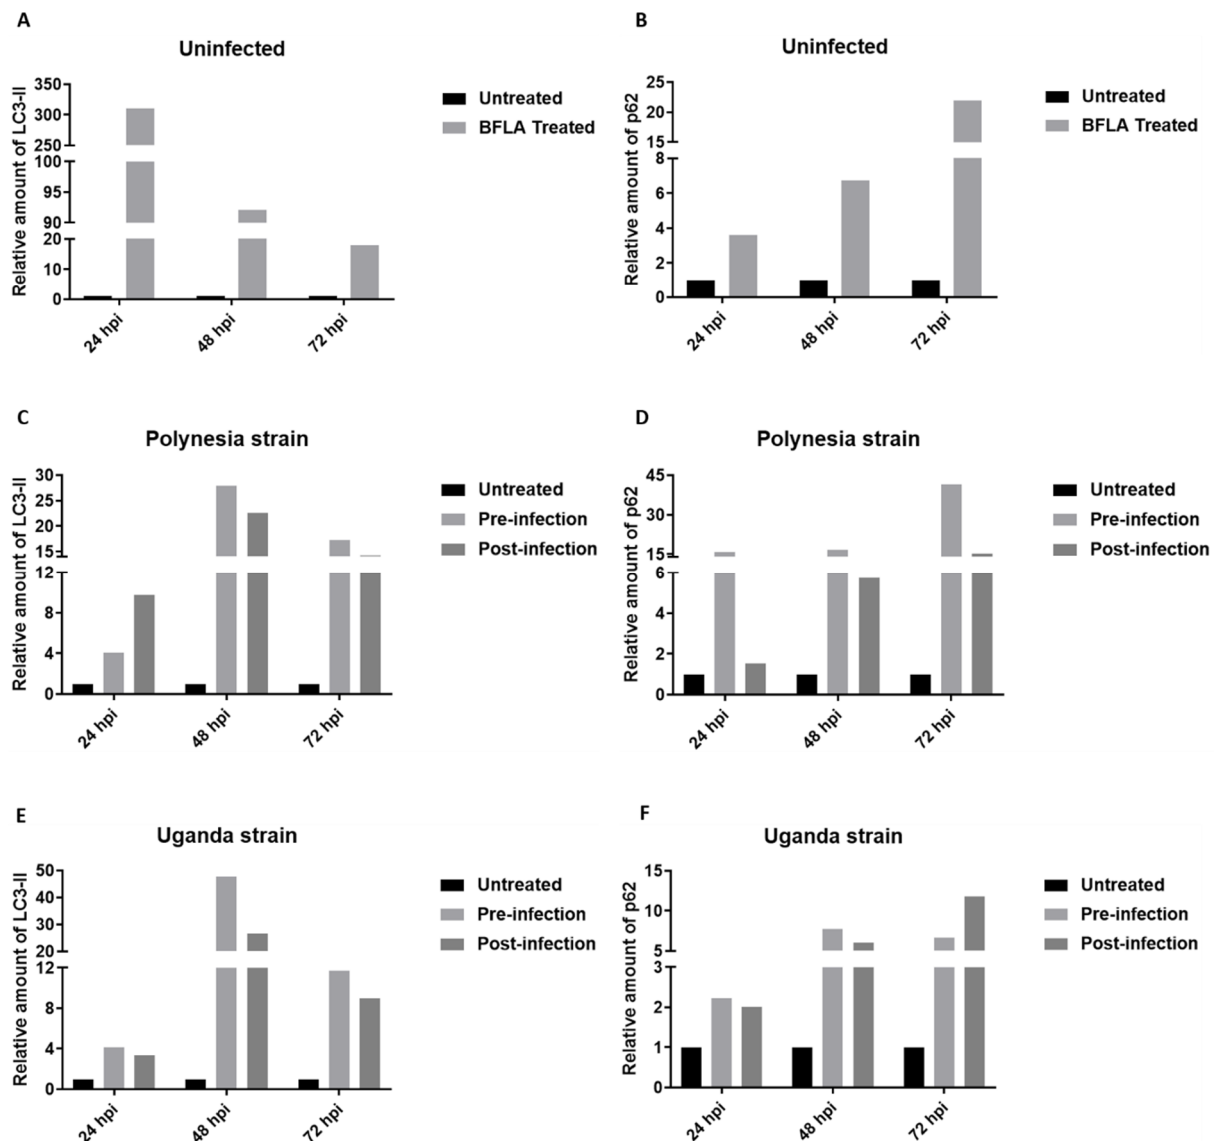 A
Uninfected
Relative amount of LC3-II
350
300
250
100
95
90
20
10
0
24 hpi
48 hpi
72 hpi
Untreated
BFLA Treated
B
Uninfected
Relative amount of p62
25
20
15
8
6
4
2
0
24 hpi
48 hpi
72 hpi
Untreated
BFLA Treated
C
Polynesia strain
Relative amount of LC3-II
30
25
20
15
12
8
4
0
24 hpi
48 hpi
72 hpi
Untreated
Pre-infection
Post-infection
D
Polynesia strain
Relative amount of p62
45
30
15
6
4
2
0
24 hpi
48 hpi
72 hpi
Untreated
Pre-infection
Post-infection
E
Uganda strain
Relative amount of LC3-II
50
40
30
20
12
8
4
0
24 hpi
48 hpi
72 hpi
Untreated
Pre-infection
Post-infection
F
Uganda strain
Relative amount of p62
15
10
5
3
2
1
0
24 hpi
48 hpi
72 hpi
Untreated
Pre-infection
Post-infection